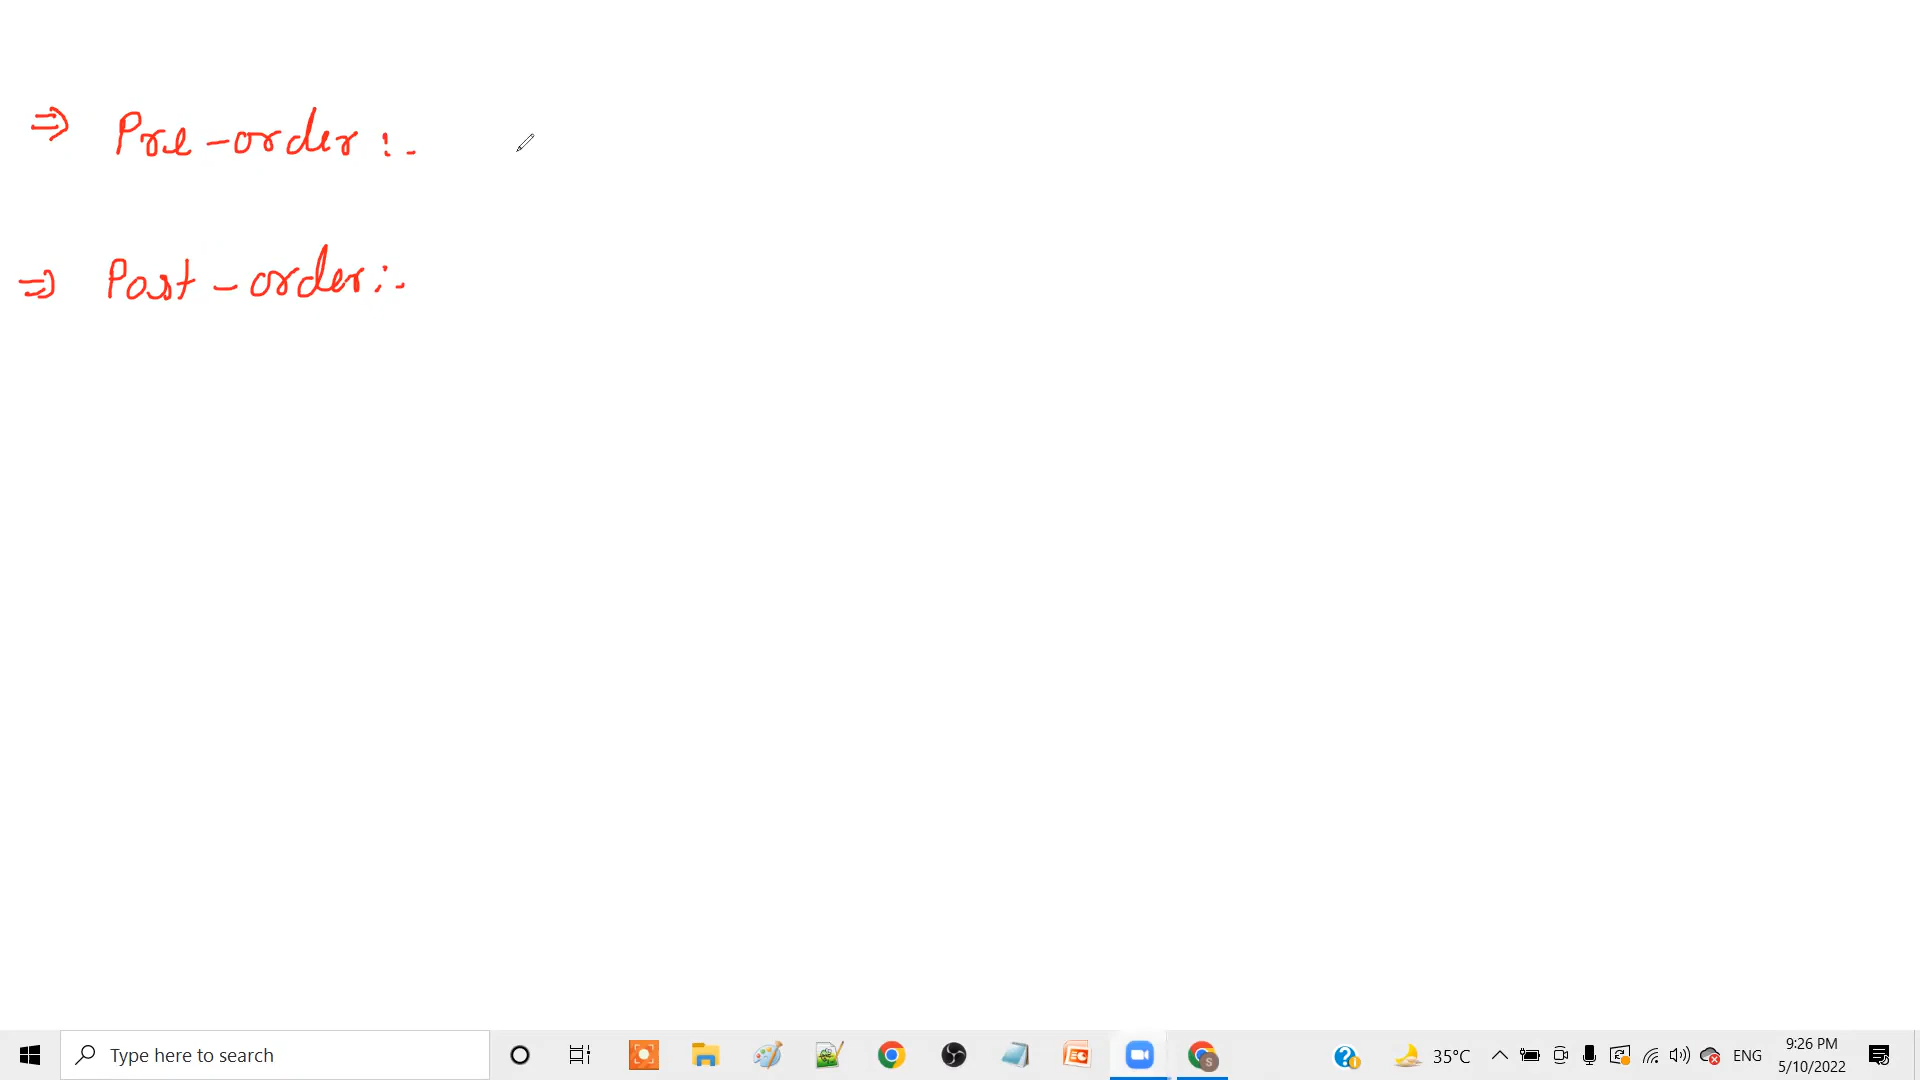 ⇒ Pre-order :-
⇒ Post-order :-
Type here to search
35°C
ENG
9:26 PM
5/10/2022